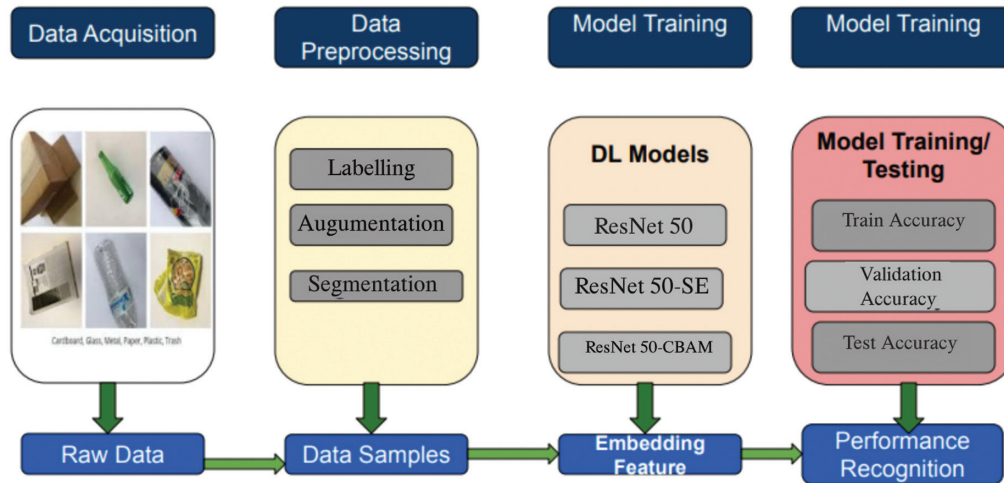 Data Acquisition
Data
Preprocessing
Model Training
Model Training
Cardboard, Glass, Metal, Paper, Plastic, Trash
Labelling
Augumentation
Segmentation
DL Models
ResNet 50
ResNet 50-SE
ResNet 50-CBAM
Model Training/
Testing
Train Accuracy
Validation
Accuracy
Test Accuracy
Raw Data
Data Samples
Embedding
Feature
Performance
Recognition